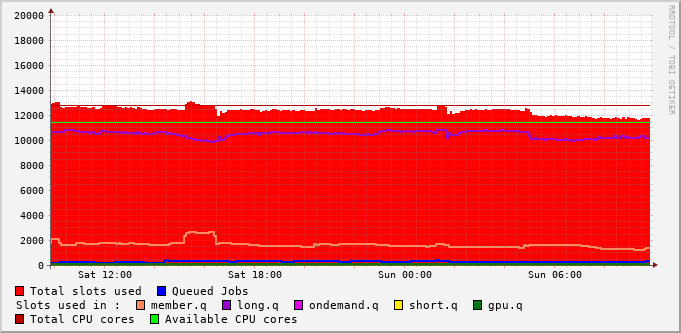 20000
18000
16000
14000
12000
10000
8000
6000
4000
2000
0
Sat 12:00 Sat 18:00 Sun 00:00 Sun 06:00
RRDTOOL / TOBI OETIKER
Total slots used Queued Jobs
Slots used in : member.q long.q ondemand.q short.q gpu.q
Total CPU cores Available CPU cores